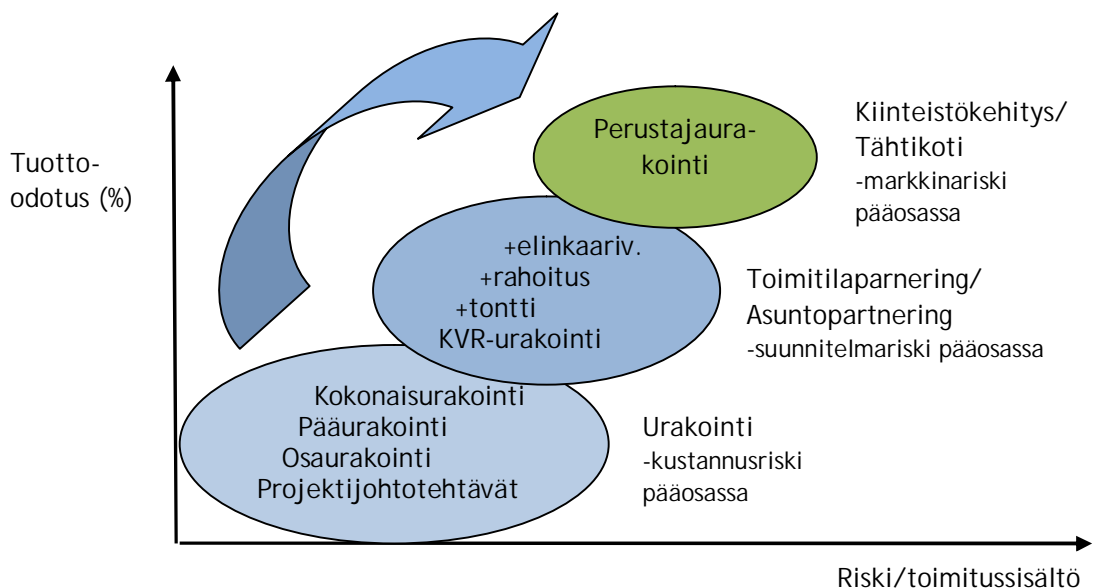 Tuotto-
odotus (%)
Perustajaura-
kointi
Kiinteistökehitys/
Tähtikoti
-markkinariski
pääosassa
+elinkaariv.
+rahoitus
+tontti
KVR-urakointi
Toimitilaparnering/
Asuntopartnering
-suunnitelmariski pääosassa
Kokonaisurakointi
Pääurakointi
Osaurakointi
Projektijohtotehtävät
Urakointi
-kustannusriski
pääosassa
Riski/toimitussisältö